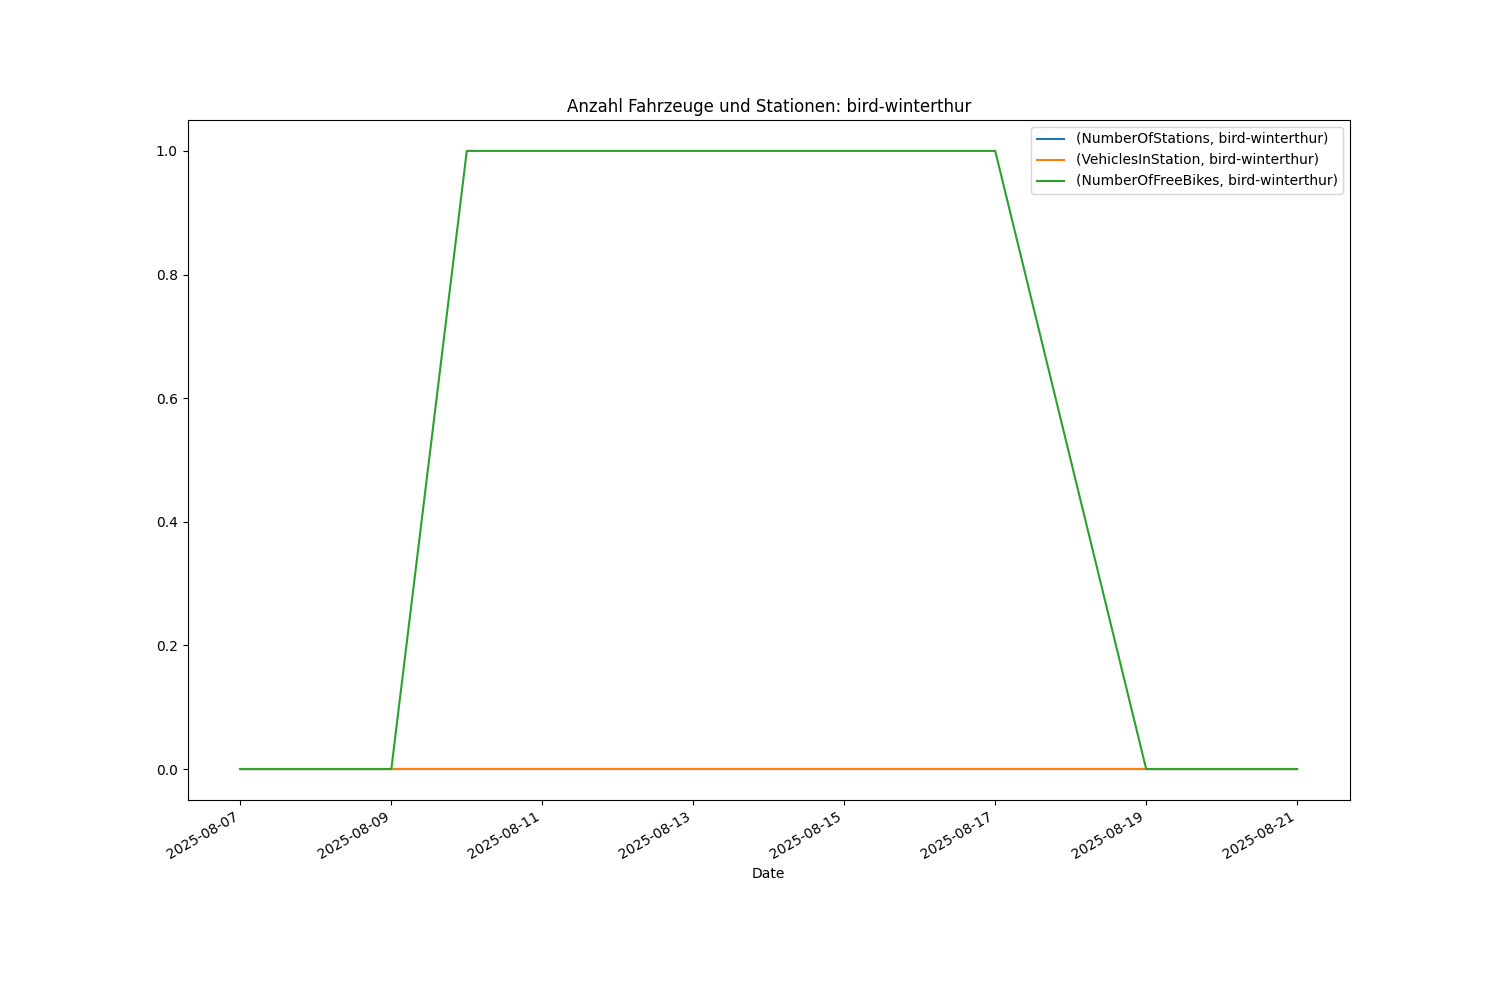 Anzahl Fahrzeuge und Stationen: bird-winterthur
(NumberOfStations, bird-winterthur)
(VehiclesInStation, bird-winterthur)
(NumberOfFreeBikes, bird-winterthur)
1.0
0.8
0.6
0.4
0.2
0.0
2025-08-07
2025-08-09
2025-08-11
2025-08-13
2025-08-15
2025-08-17
2025-08-19
2025-08-21
Date